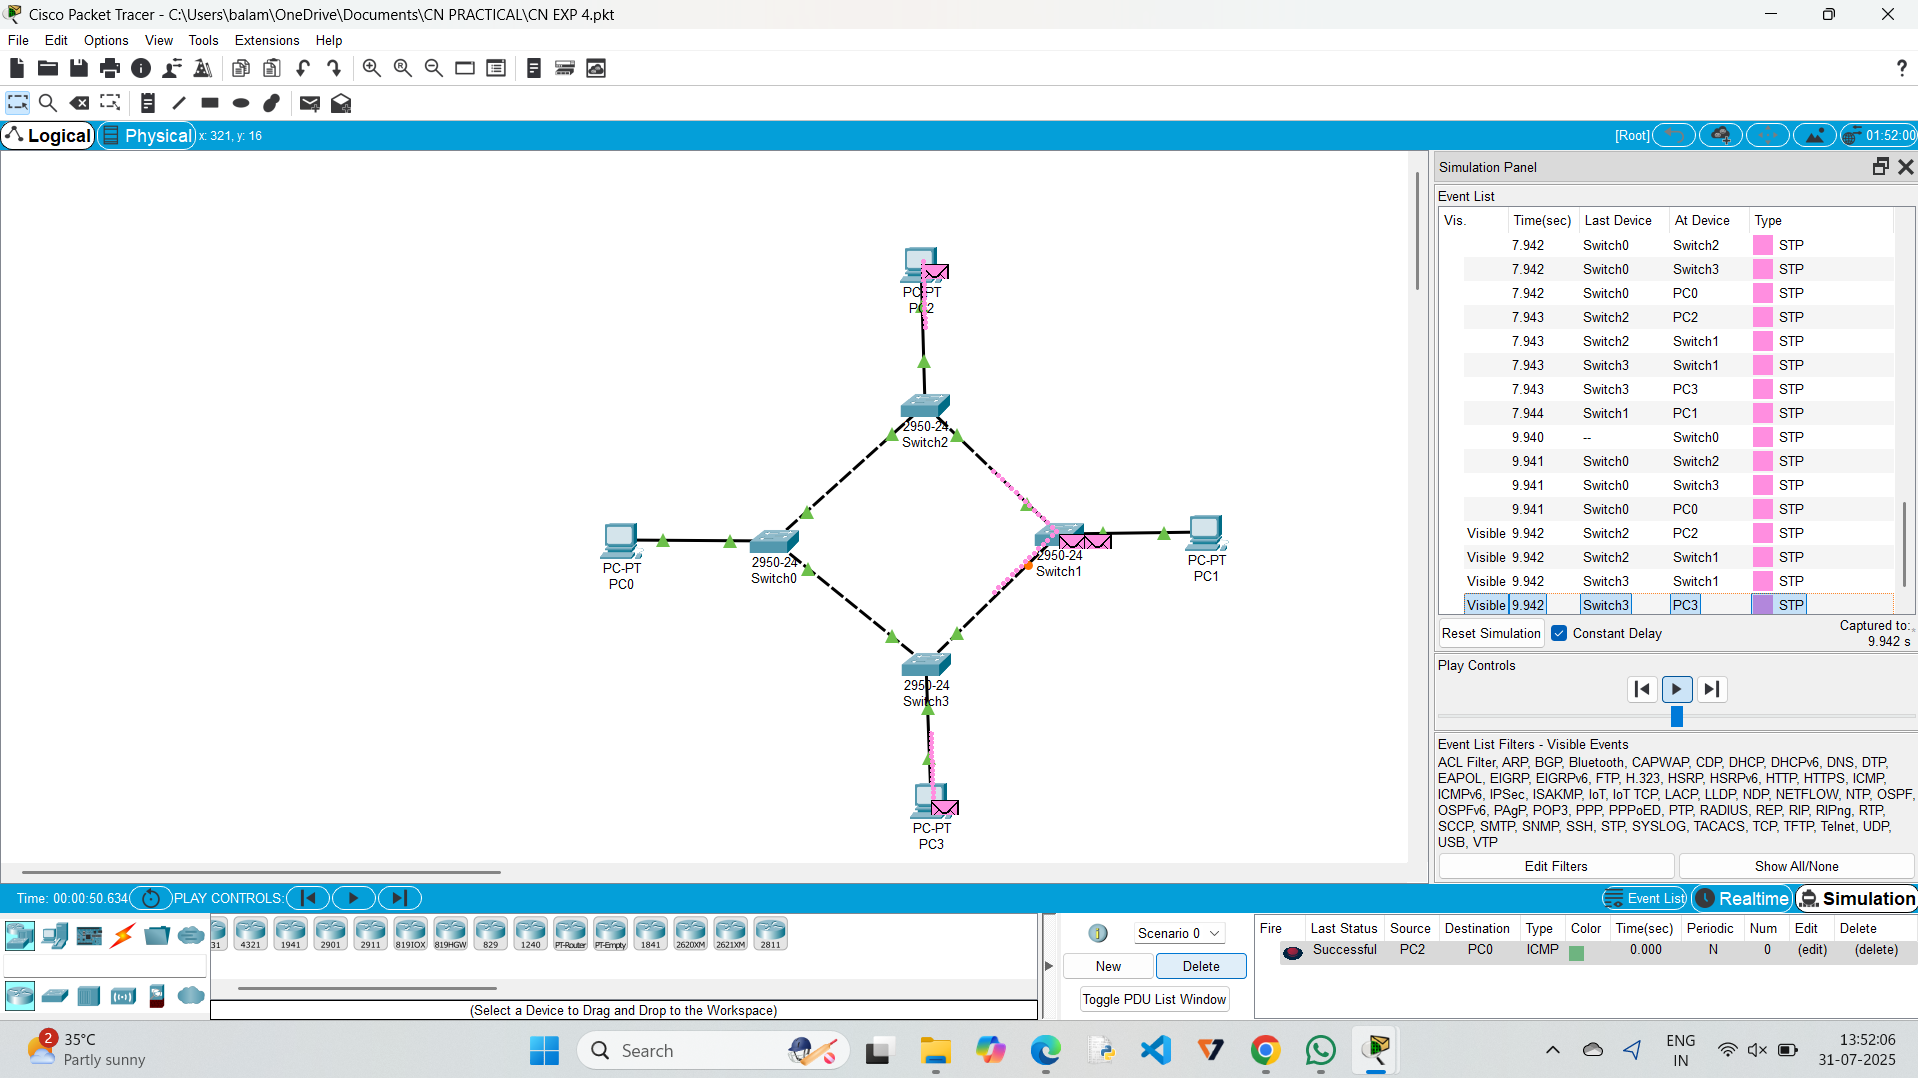 Cisco Packet Tracer - C:\Users\balam\OneDrive\Documents\CN PRACTICAL\CN EXP 4.pkt
File Edit Options View Tools Extensions Help
?
Logical Physical x: 321, y: 16 [Root] 01:52:00
Simulation Panel
Event List
Vis. Time(sec) Last Device At Device Type
7.942 Switch0 Switch2 STP
7.942 Switch0 Switch3 STP
7.942 Switch0 PC0 STP
7.943 Switch2 PC2 STP
7.943 Switch2 Switch1 STP
7.943 Switch3 Switch1 STP
7.943 Switch3 PC3 STP
7.944 Switch1 PC1 STP
9.940 -- Switch0 STP
9.941 Switch0 Switch2 STP
9.941 Switch0 Switch3 STP
9.941 Switch0 PC0 STP
Visible 9.942 Switch2 PC2 STP
Visible 9.942 Switch2 Switch1 STP
Visible 9.942 Switch3 Switch1 STP
Visible 9.942 Switch3 PC3 STP
Reset Simulation Constant Delay Captured to:
9.942 s
Play Controls
Event List Filters - Visible Events
ACL Filter, ARP, BGP, Bluetooth, CAPWAP, CDP, DHCP, DHCPv6, DNS, DTP,
EAPOL, EIGRP, EIGRPv6, FTP, H.323, HSRP, HSRPv6, HTTP, HTTPS, ICMP,
ICMPv6, IPSec, ISAKMP, IoT, IoT TCP, LACP, LLDP, NDP, NETFLOW, NTP, OSPF,
OSPFv6, PAgP, POP3, PPP, PPPoED, PTP, RADIUS, REP, RIP, RIPng, RTP,
SCCP, SMTP, SNMP, SSH, STP, SYSLOG, TACACS, TCP, TFTP, Telnet, UDP,
USB, VTP
Edit Filters Show All/None
PC-PT
PC2
2950-24
Switch2
PC-PT
PC0
2950-24
Switch0
2950-24
Switch1
PC-PT
PC1
2950-24
Switch3
PC-PT
PC3
Time: 00:00:50.634 PLAY CONTROLS: Event List Realtime Simulation
31 4321 1941 2901 2911 819IOX 819HGW 829 1240 PT-Router PT-Empty 1841 2620XM 2621XM 2811
(Select a Device to Drag and Drop to the Workspace)
1 Scenario 0
New Delete
Toggle PDU List Window
Fire Last Status Source Destination Type Color Time(sec) Periodic Num Edit Delete
Successful PC2 PC0 ICMP 0.000 N 0 (edit) (delete)
2
35°C
Partly sunny
Search
ENG
IN
13:52:06
31-07-2025